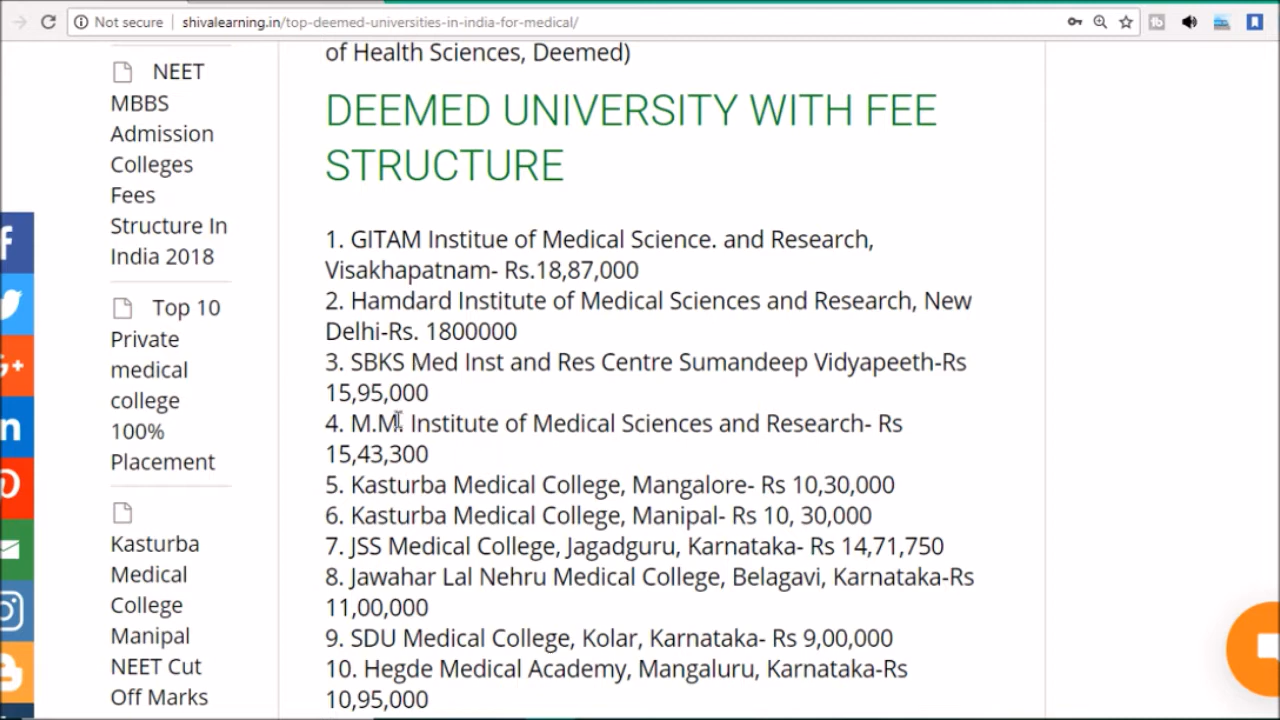 Not secure
shivalearning.in/top-deemed-universities-in-india-for-medical/
NEET
MBBS
Admission
Colleges
Fees
Structure In
India 2018
Top 10
Private
medical
college
100%
Placement
Kasturba
Medical
College
Manipal
NEET Cut
Off Marks
of Health Sciences, Deemed)
DEEMED UNIVERSITY WITH FEE
STRUCTURE
1. GITAM Institue of Medical Science. and Research,
Visakhapatnam- Rs.18,87,000
2. Hamdard Institute of Medical Sciences and Research, New
Delhi-Rs. 1800000
3. SBKS Med Inst and Res Centre Sumandeep Vidyapeeth-Rs
15,95,000
4. M.M. Institute of Medical Sciences and Research- Rs
15,43,300
5. Kasturba Medical College, Mangalore- Rs 10,30,000
6. Kasturba Medical College, Manipal- Rs 10, 30,000
7. JSS Medical College, Jagadguru, Karnataka- Rs 14,71,750
8. Jawahar Lal Nehru Medical College, Belagavi, Karnataka-Rs
11,00,000
9. SDU Medical College, Kolar, Karnataka- Rs 9,00,000
10. Hegde Medical Academy, Mangaluru, Karnataka-Rs
10,95,000